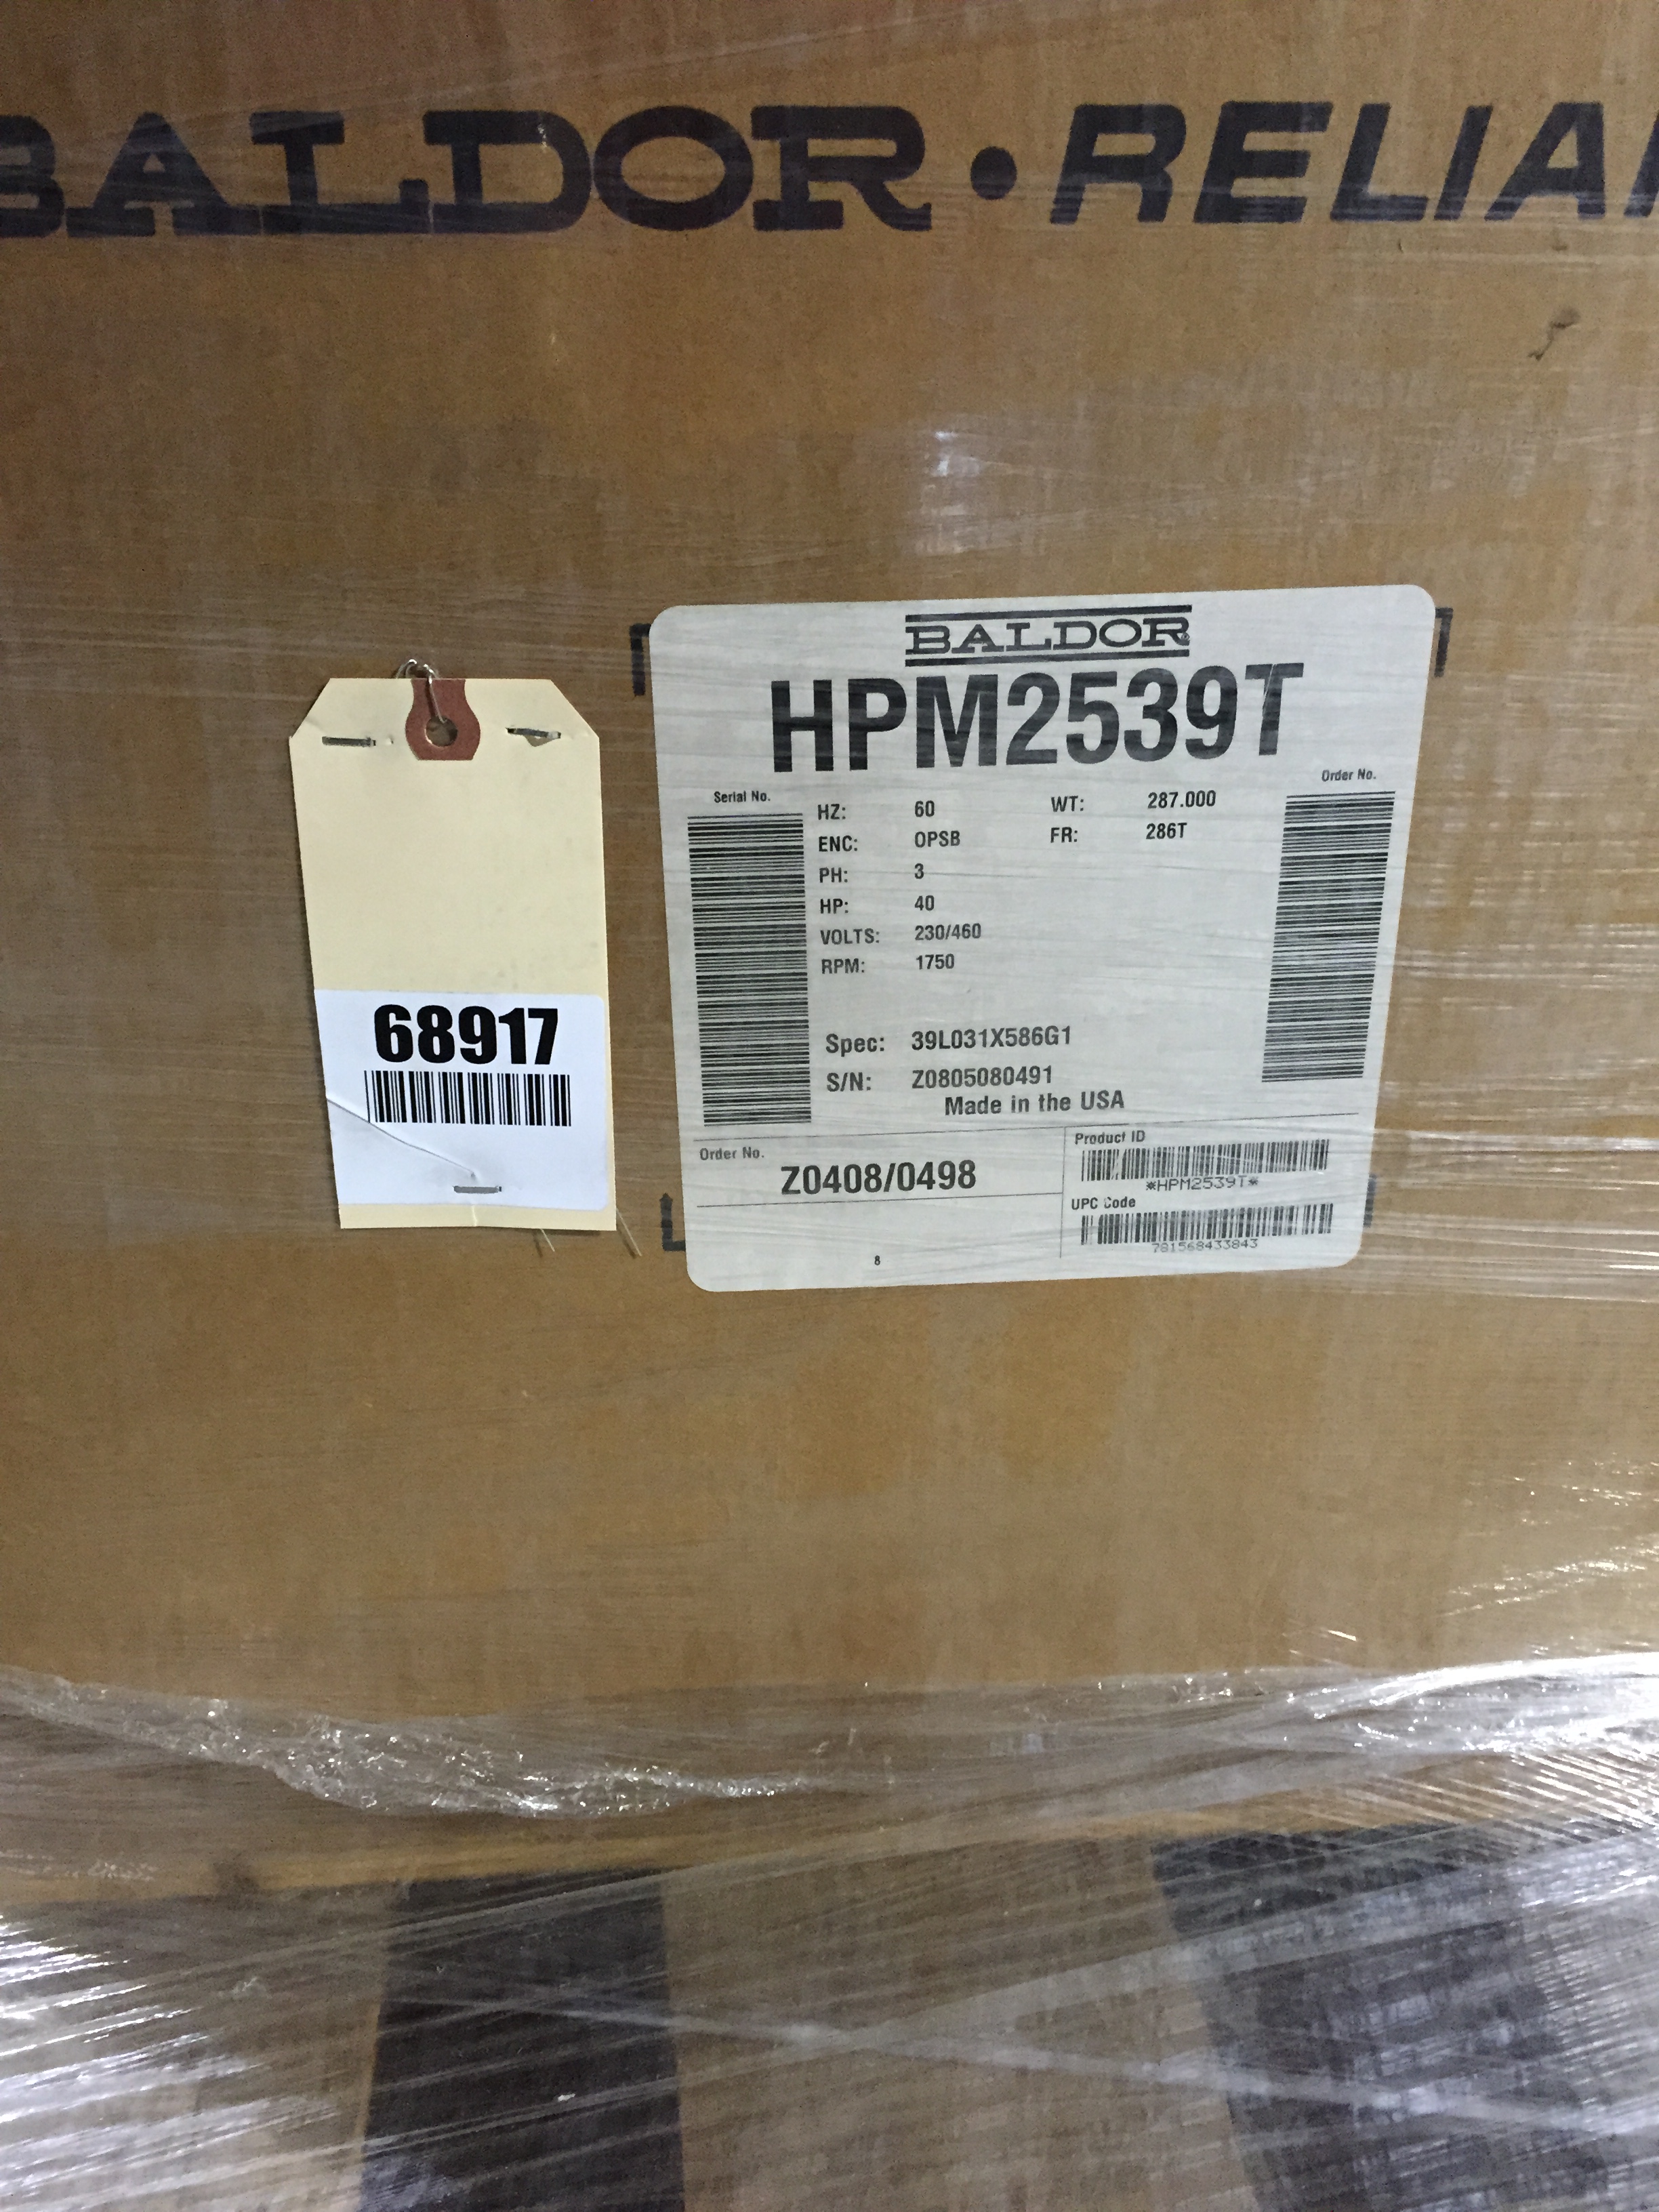 BALDOR • RELIA
BALDOR
HPM2539T
Serial No.
Order No.
HZ: 60 WT: 287.000
ENC: OPSB FR: 286T
PH: 3
HP: 40
VOLTS: 230/460
RPM: 1750
Spec: 39L031X586G1
S/N: Z0805080491
Made in the USA
Order No.
Z0408/0498
Product ID
*HPM2539T*
UPC Code
781568433843
8
68917